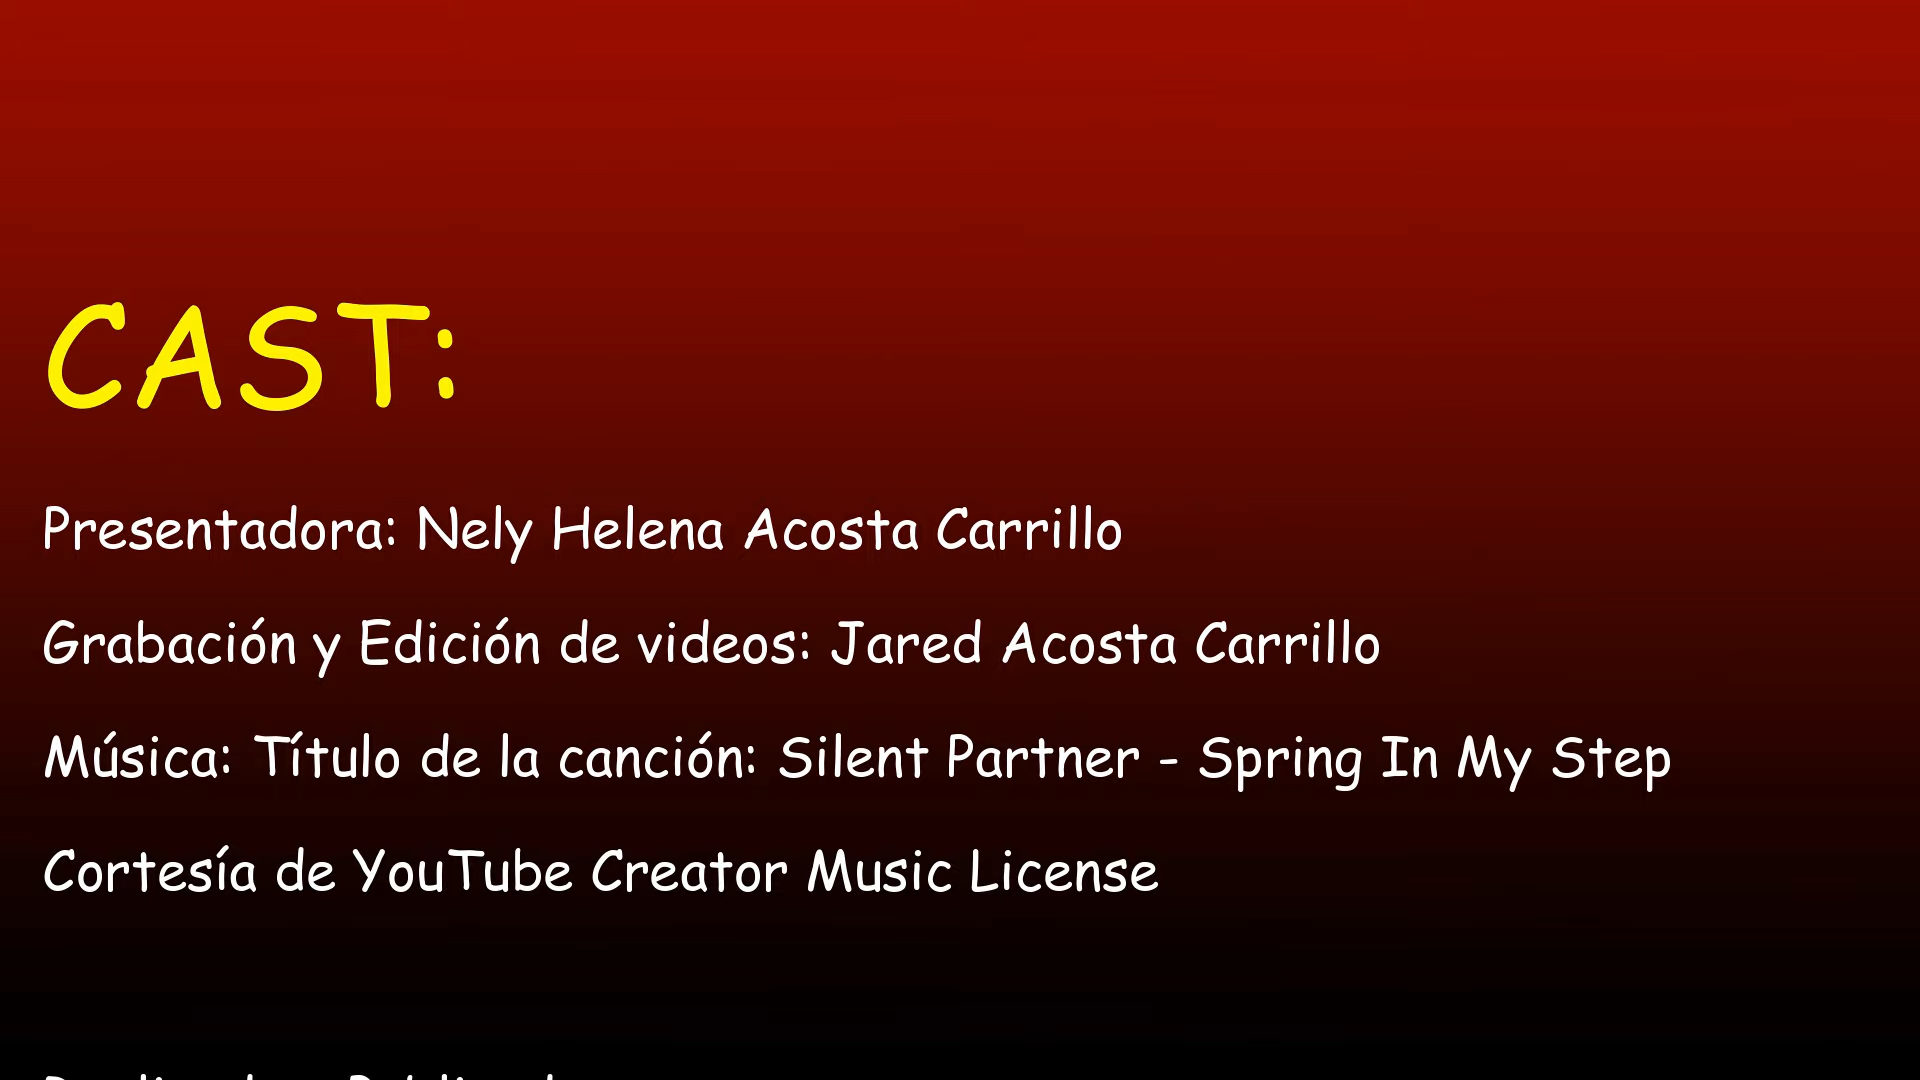 CAST:
Presentadora: Nely Helena Acosta Carrillo
Grabación y Edición de videos: Jared Acosta Carrillo
Música: Título de la canción: Silent Partner - Spring In My Step
Cortesía de YouTube Creator Music License